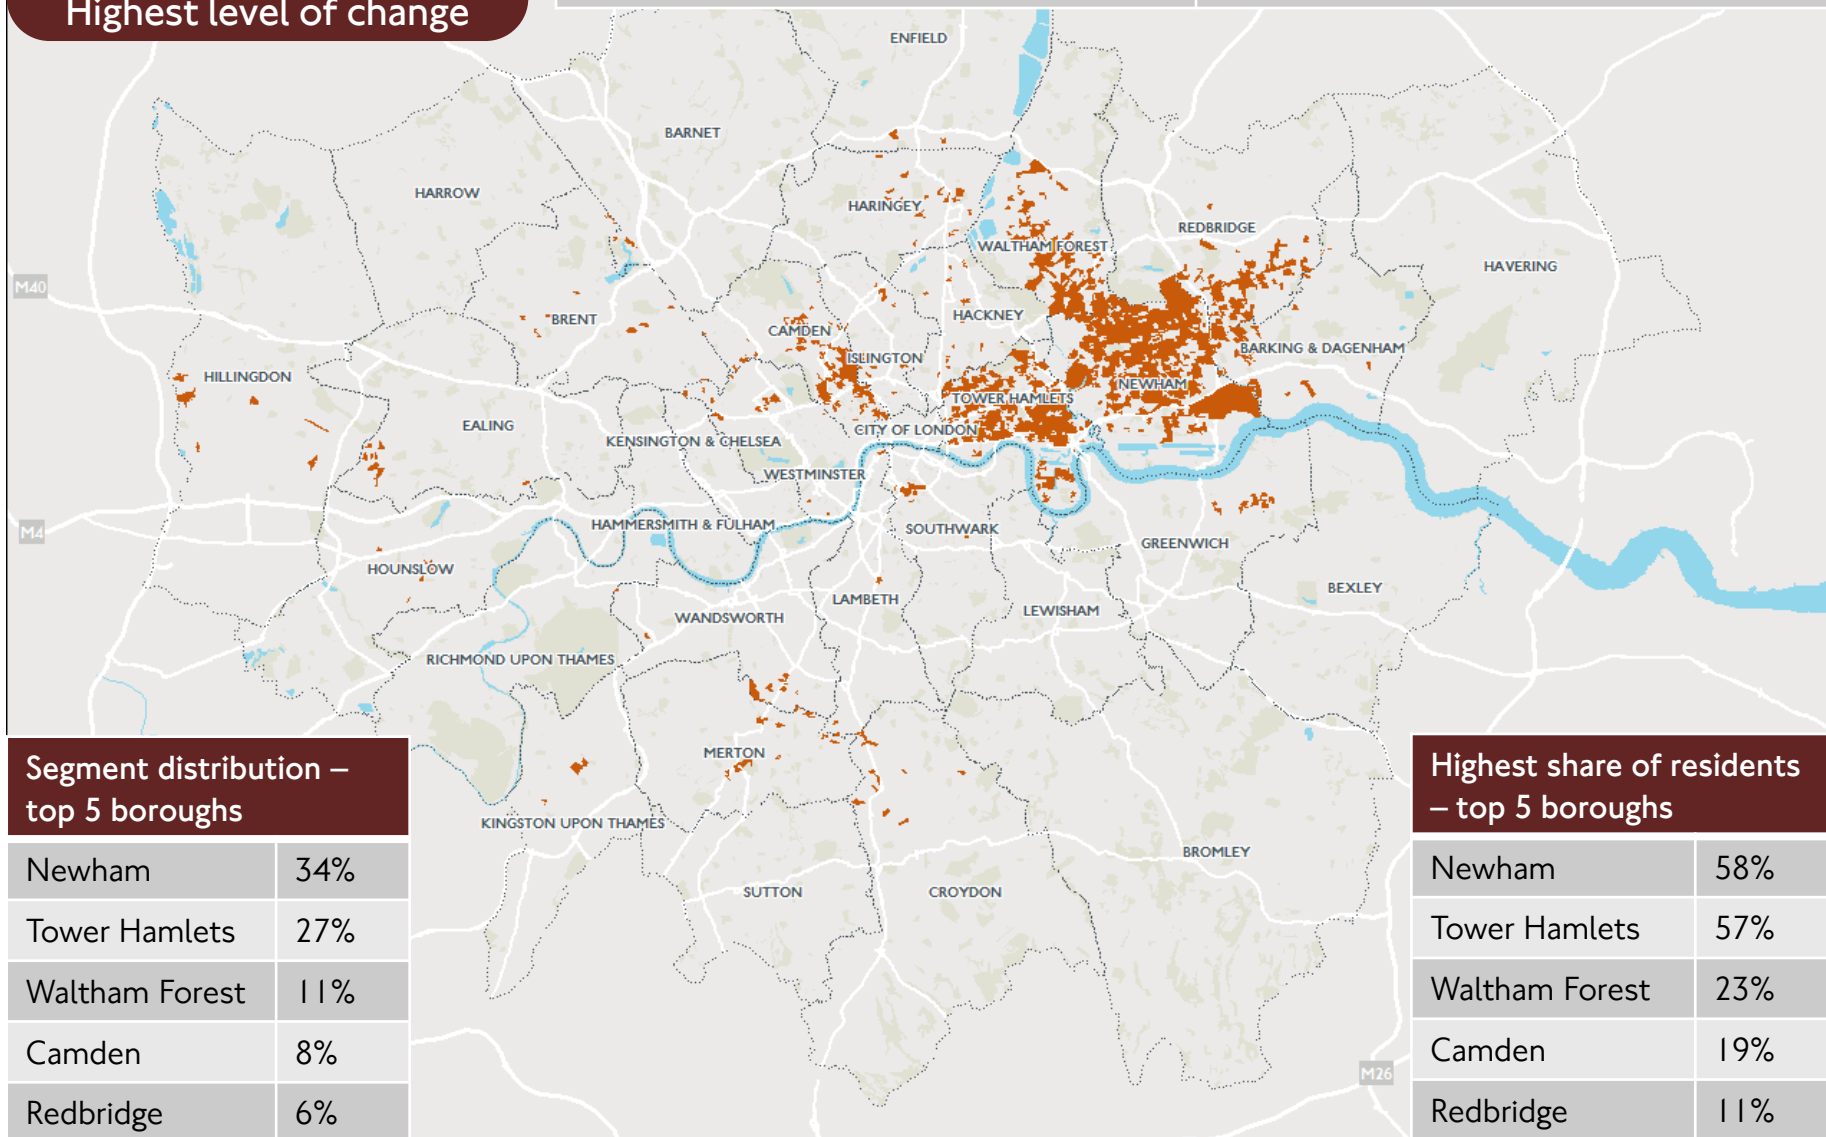 Highest level of change
ENFIELD
BARNET
HARROW
HARINGEY
REDBRIDGE
WALTHAM FOREST
HAVERING
M40
BRENT
HACKNEY
CAMDEN
ISLINGTON
BARKING & DAGENHAM
HILLINGDON
NEWHAM
TOWER HAMLETS
EALING
CITY OF LONDON
KENSINGTON & CHELSEA
WESTMINSTER
M4
HAMMERSMITH & FULHAM
SOUTHWARK
GREENWICH
HOUNSLOW
BEXLEY
LAMBETH
LEWISHAM
WANDSWORTH
RICHMOND UPON THAMES
MERTON
KINGSTON UPON THAMES
BROMLEY
SUTTON
CROYDON
M26
Segment distribution –
top 5 boroughs
Newham 34%
Tower Hamlets 27%
Waltham Forest 11%
Camden 8%
Redbridge 6%
Highest share of residents
– top 5 boroughs
Newham 58%
Tower Hamlets 57%
Waltham Forest 23%
Camden 19%
Redbridge 11%